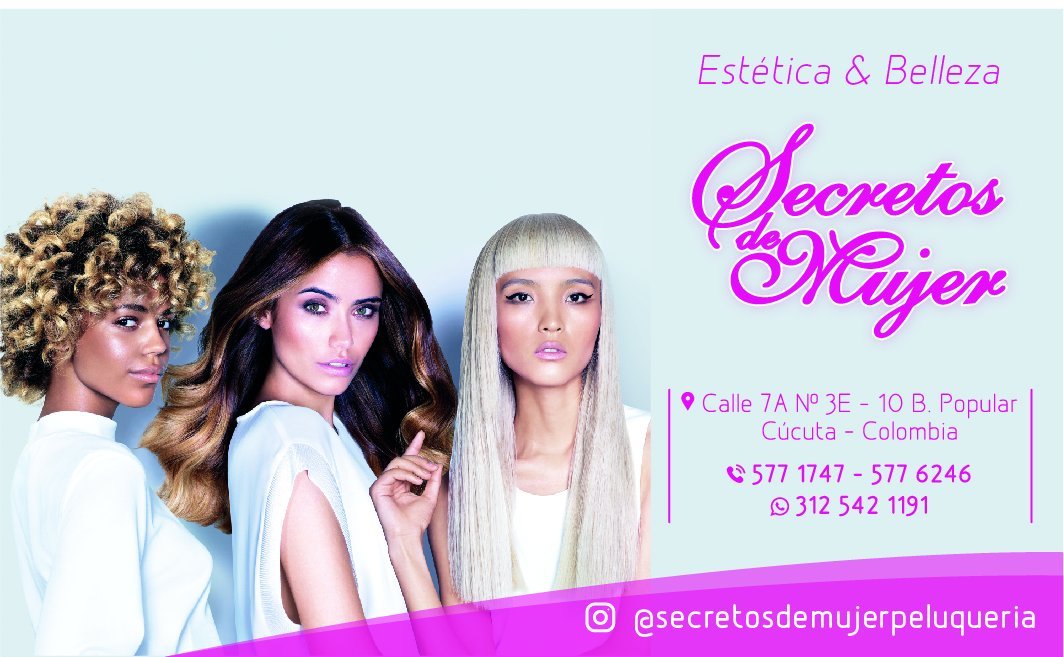 Estética & Belleza
Secretos
de
Mujer
Calle 7A Nº 3E - 10 B. Popular
Cúcuta - Colombia
577 1747 - 577 6246
312 542 1191
@secretosdemujerpeluqueria